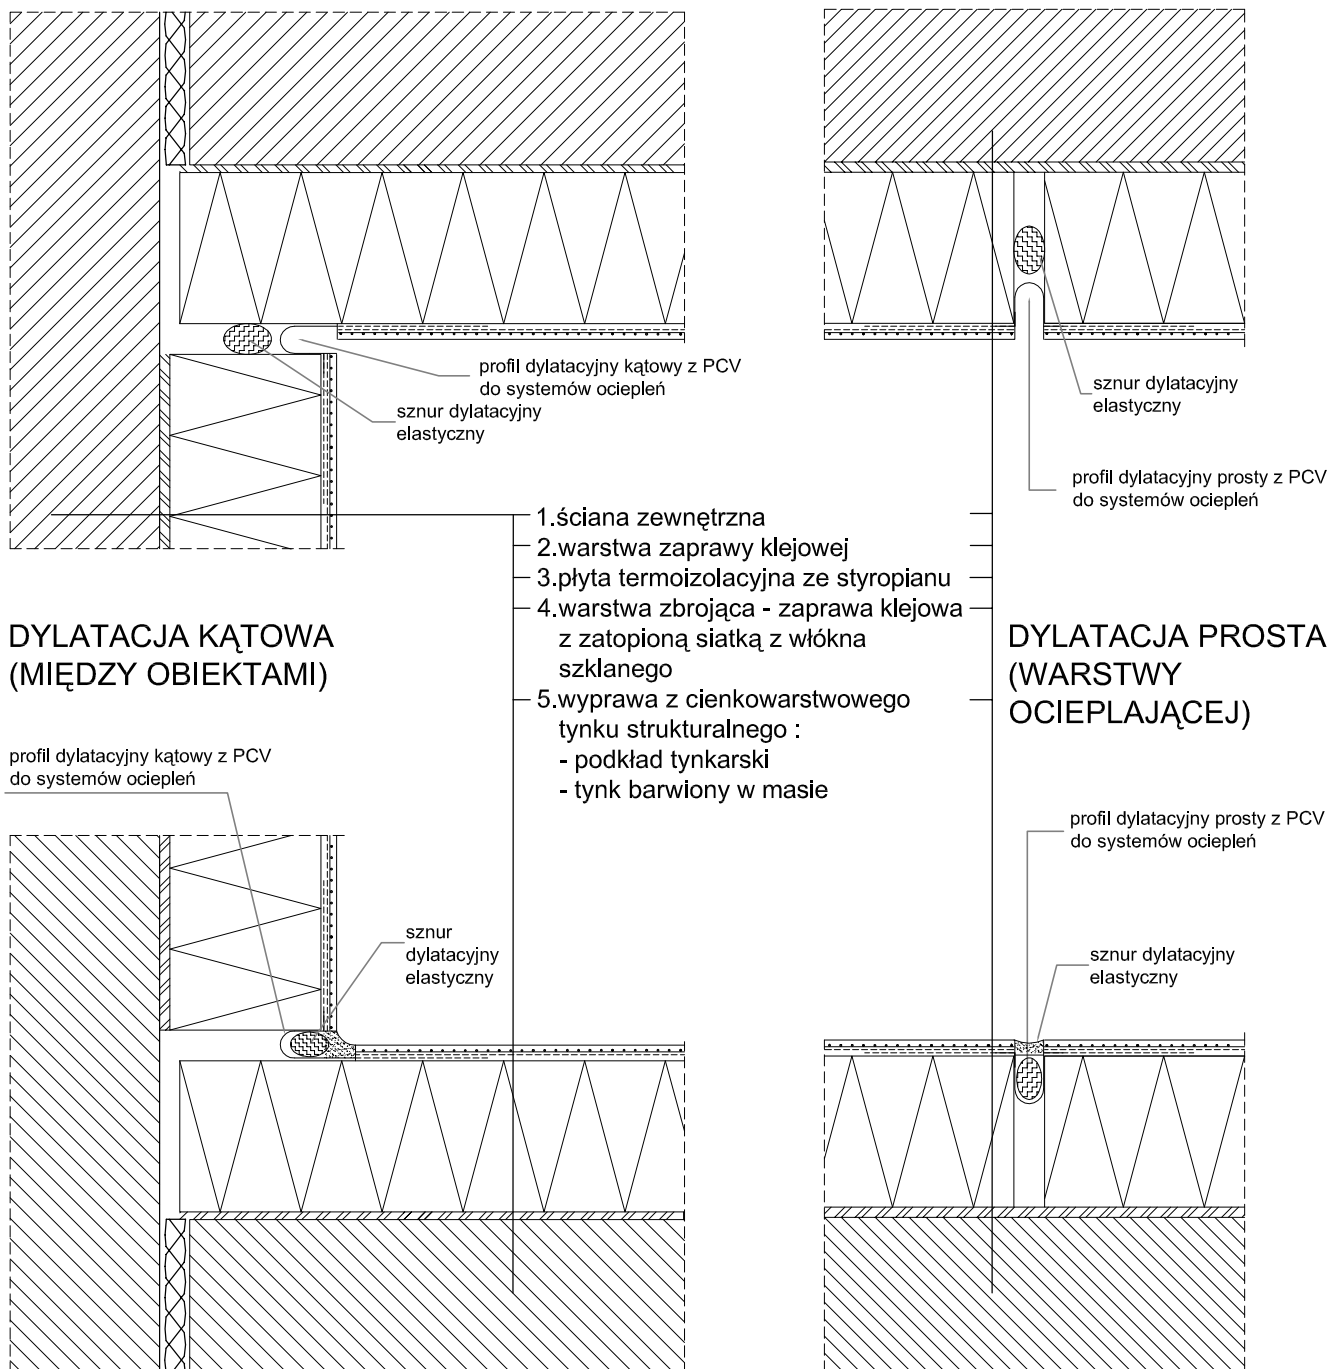 profil dylatacyjny kątowy z PCV
do systemów ociepleń
sznur dylatacyjny
elastyczny
sznur dylatacyjny
elastyczny
profil dylatacyjny prosty z PCV
do systemów ociepleń
1.ściana zewnętrzna
2.warstwa zaprawy klejowej
3.płyta termoizolacyjna ze styropianu
4.warstwa zbrojąca - zaprawa klejowa
z zatopioną siatką z włókna
szklanego
5.wyprawa z cienkowarstwowego
tynku strukturalnego :
- podkład tynkarski
- tynk barwiony w masie
DYLATACJA KĄTOWA
(MIĘDZY OBIEKTAMI)
DYLATACJA PROSTA
(WARSTWY
OCIEPLAJĄCEJ)
profil dylatacyjny kątowy z PCV
do systemów ociepleń
profil dylatacyjny prosty z PCV
do systemów ociepleń
sznur
dylatacyjny
elastyczny
sznur dylatacyjny
elastyczny